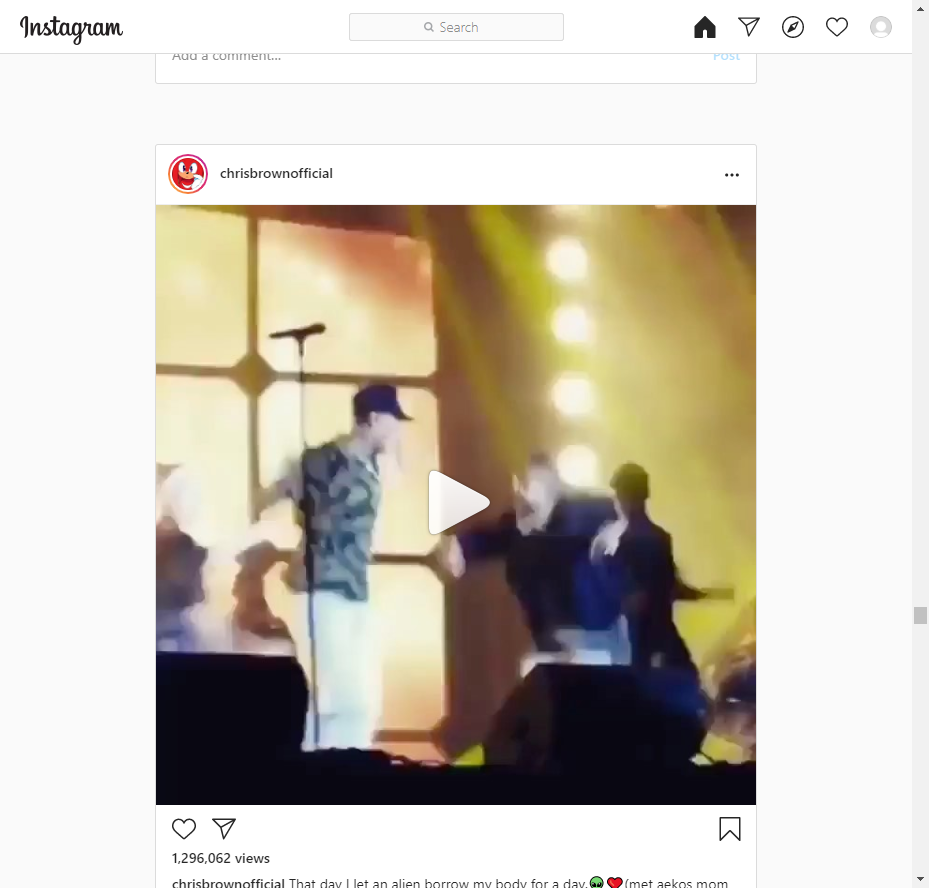 Instagram
Search
Add a comment...
Post
chrisbrownofficial
1,296,062 views
chrisbrownofficial That day I let an alien borrow my body for a day.👽❤️(met aekos mom